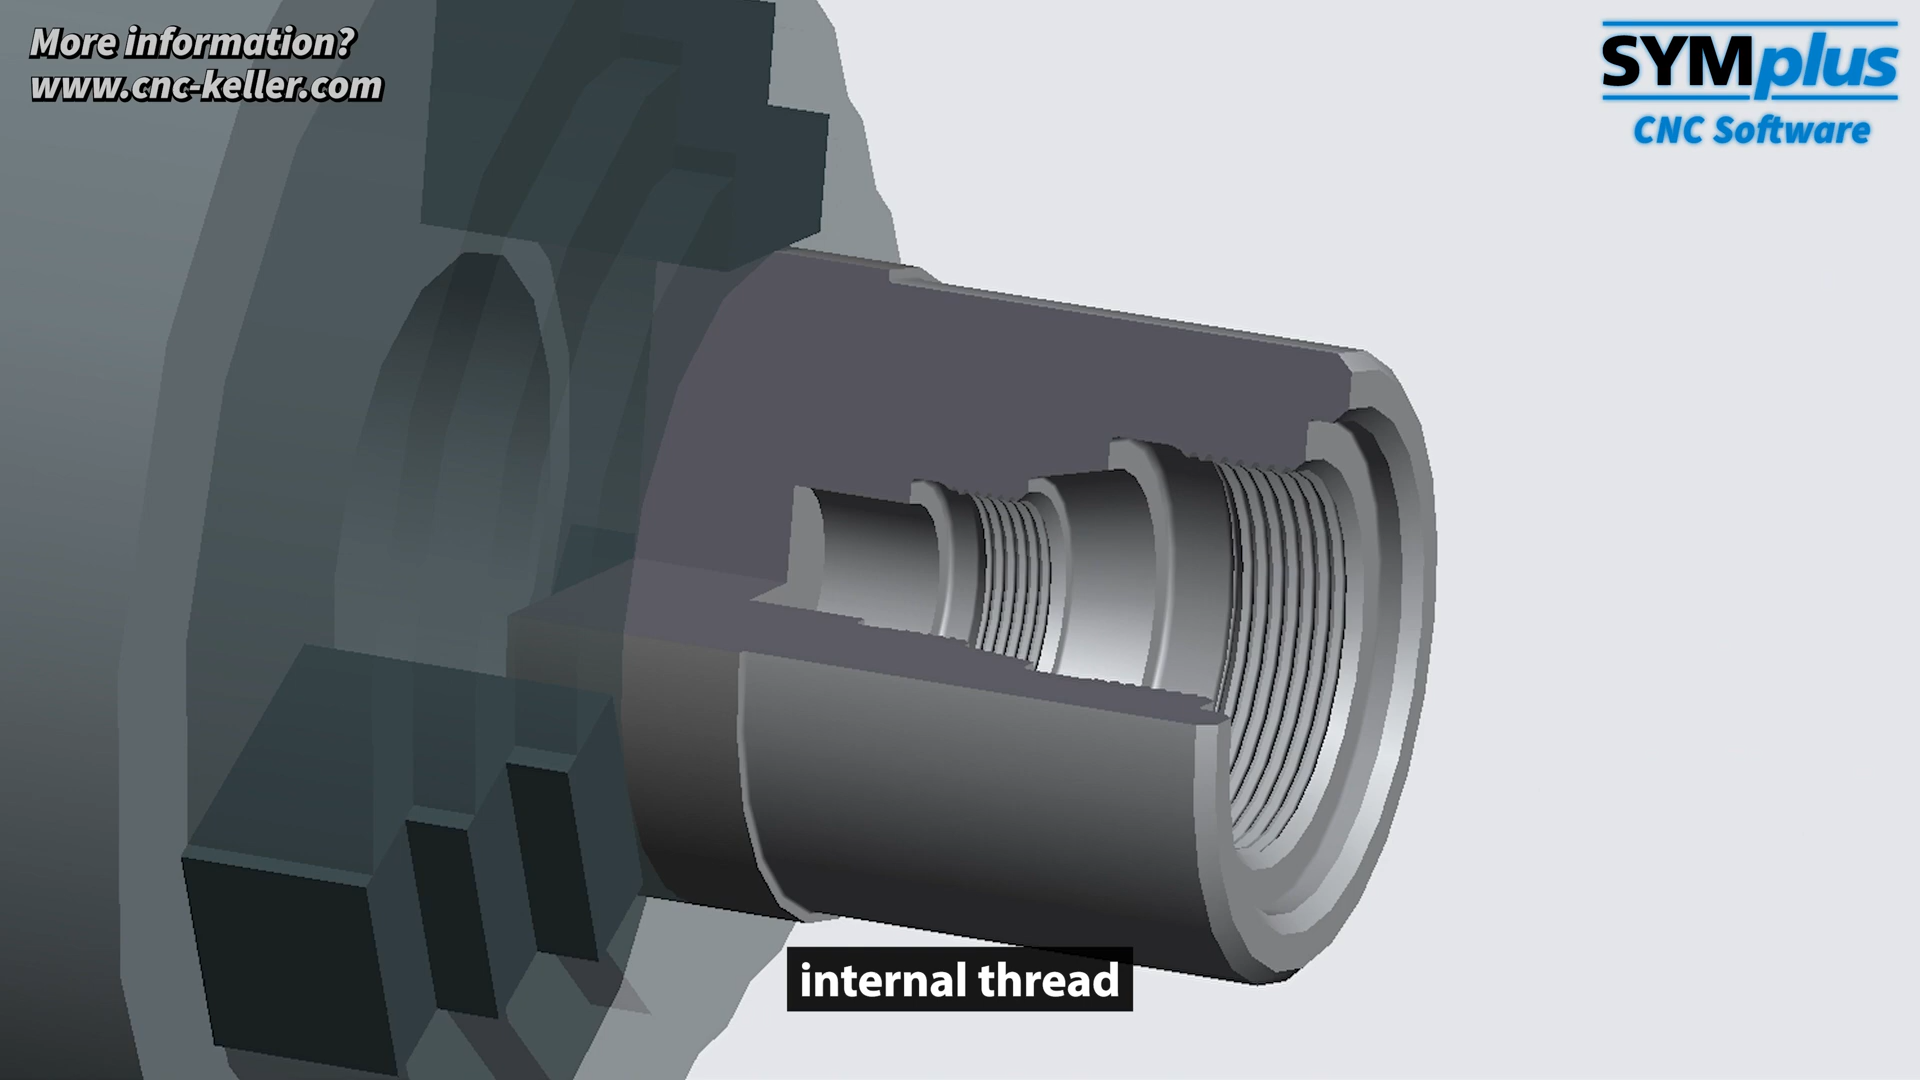 More information?
www.cnc-keller.com
SYMplus
CNC Software
internal thread